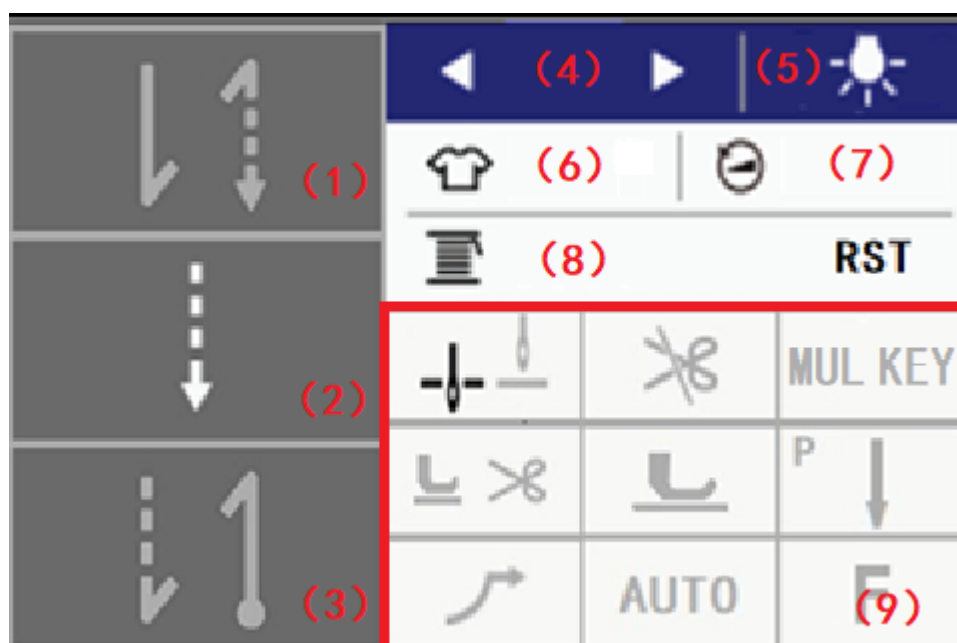 (4) (5)
(1) (6) (7)
(8) RST
(2) MUL KEY
P
(3) AUTO F (9)